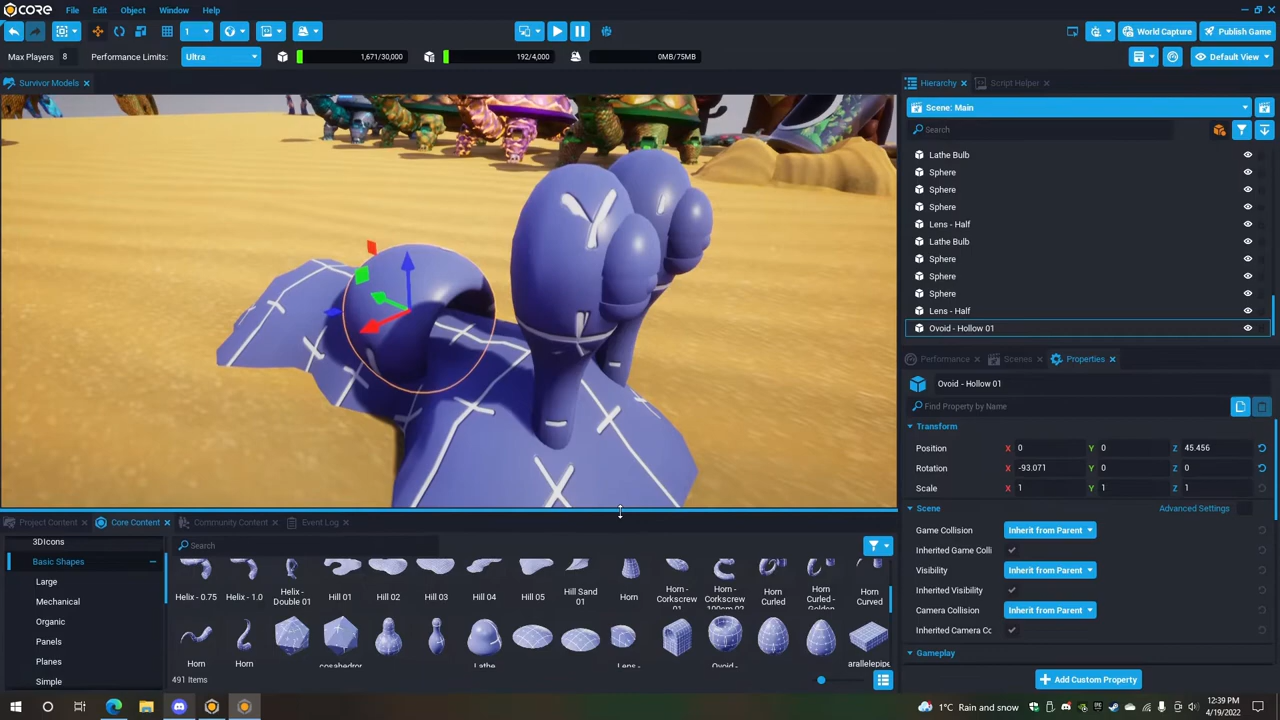 CORE File Edit Object Window Help
1 World Capture Publish Game
Max Players 8 Performance Limits: Ultra 1,671/30,000 192/4,000 0MB/75MB Default View
Survivor Models
Hierarchy Script Helper
Scene: Main
Search
Lathe Bulb
Sphere
Sphere
Sphere
Lens - Half
Lathe Bulb
Sphere
Sphere
Sphere
Lens - Half
Ovoid - Hollow 01
Performance Scenes Properties
Ovoid - Hollow 01
Find Property by Name
Transform
Position X 0 Y 0 Z 45.456
Rotation X -93.071 Y 0 Z 0
Scale X 1 Y 1 Z 1
Scene Advanced Settings
Game Collision Inherit from Parent
Inherited Game Colli
Visibility Inherit from Parent
Inherited Visibility
Camera Collision Inherit from Parent
Inherited Camera Cc
Gameplay
Add Custom Property
Project Content Core Content Community Content Event Log
Search
3DIcons
Basic Shapes
Large
Mechanical
Organic
Panels
Planes
Simple
Helix - 0.75 Helix - 1.0 Helix - Double 01 Hill 01 Hill 02 Hill 03 Hill 04 Hill 05 Hill Sand 01 Horn Horn - Corkscrew 01 Horn - Corkscrew 100cm 02 Horn Curled Horn Curled - Golden Horn Curved
Horn Horn cosahedror Lathe Lens - Ovoid - arallelepipe
491 Items
1°C Rain and snow
12:39 PM
4/19/2022